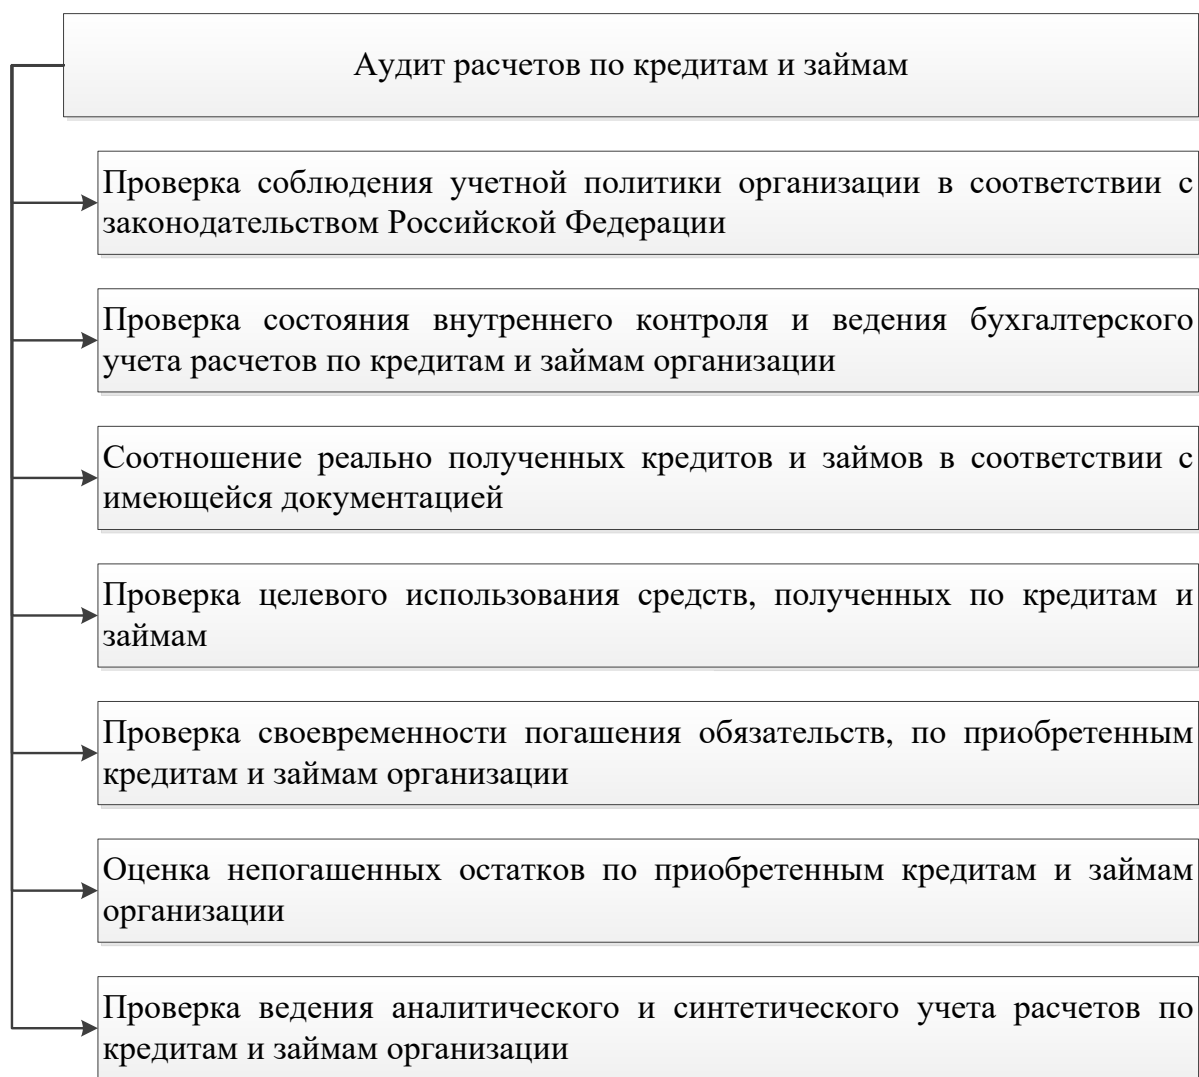 Аудит расчетов по кредитам и займам
Проверка соблюдения учетной политики организации в соответствии с
законодательством Российской Федерации
Проверка состояния внутреннего контроля и ведения бухгалтерского
учета расчетов по кредитам и займам организации
Соотношение реально полученных кредитов и займов в соответствии с
имеющейся документацией
Проверка целевого использования средств, полученных по кредитам и
займам
Проверка своевременности погашения обязательств, по приобретенным
кредитам и займам организации
Оценка непогашенных остатков по приобретенным кредитам и займам
организации
Проверка ведения аналитического и синтетического учета расчетов по
кредитам и займам организации